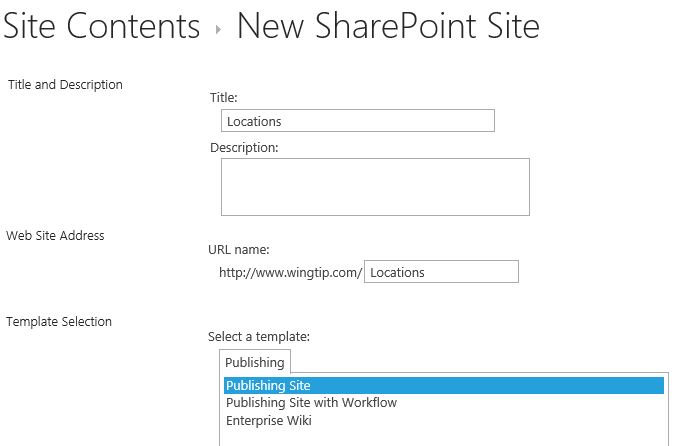 Site Contents ▸ New SharePoint Site
Title and Description
Title:
Locations
Description:
Web Site Address
URL name:
http://www.wingtip.com/ Locations
Template Selection
Select a template:
Publishing
Publishing Site
Publishing Site with Workflow
Enterprise Wiki